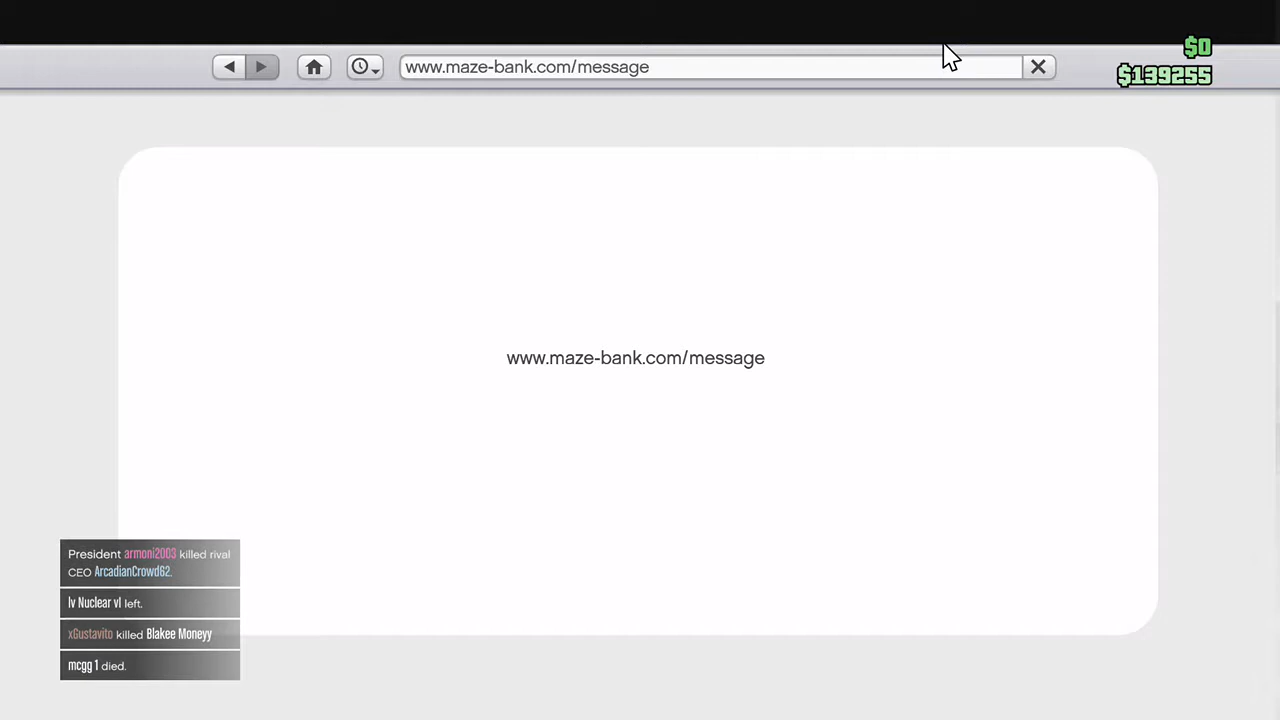 $0
www.maze-bank.com/message
$139255
www.maze-bank.com/message
President armoni2003 killed rival
CEO ArcadianCrowd62.
lv Nuclear vl left.
xGustavito killed Blakee Moneyy
mcgg 1 died.